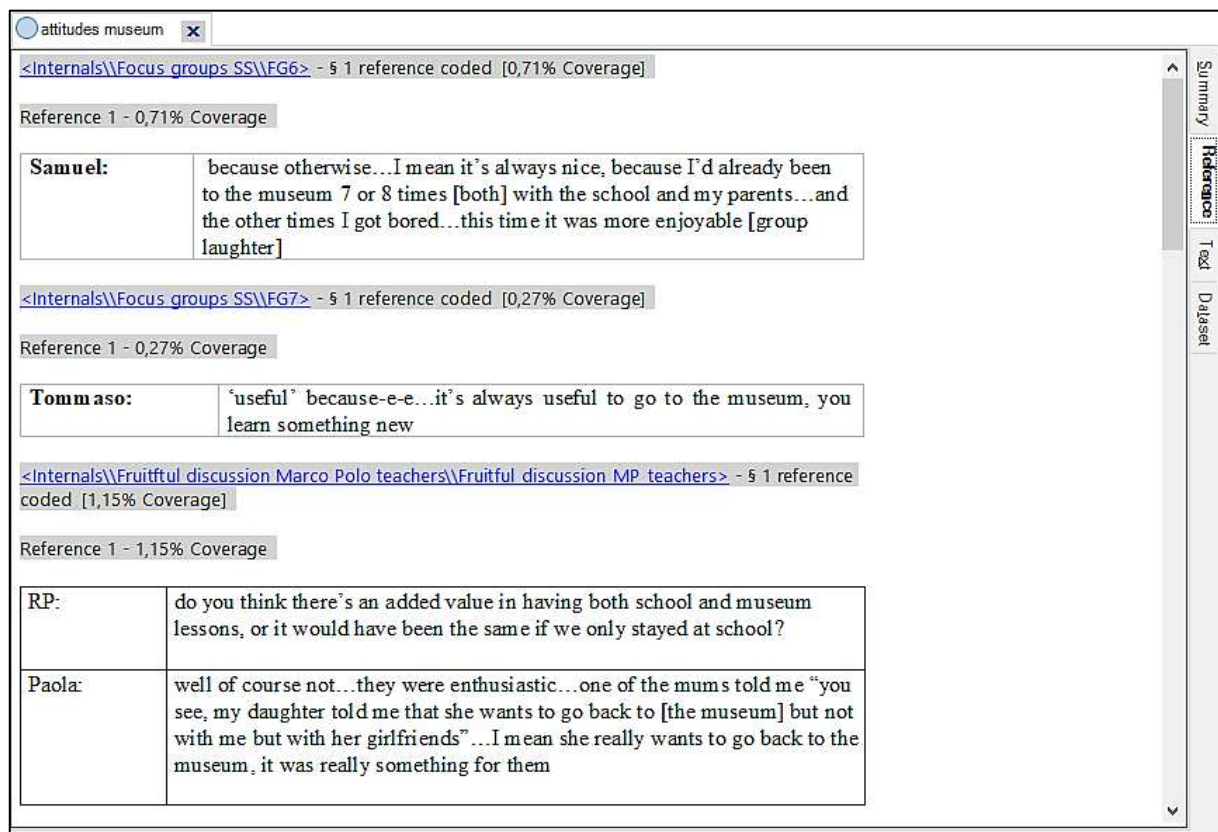 attitudes museum x
<Internals\\Focus groups SS\\FG6> - § 1 reference coded [0,71% Coverage]
Reference 1 - 0,71% Coverage
Samuel: because otherwise...I mean it's always nice, because I'd already been
to the museum 7 or 8 times [both] with the school and my parents...and
the other times I got bored...this time it was more enjoyable [group
laughter]
<Internals\\Focus groups SS\\FG7> - § 1 reference coded [0,27% Coverage]
Reference 1 - 0,27% Coverage
Tommaso: 'useful' because-e-e...it's always useful to go to the museum, you
learn something new
<Internals\\Fruitftul discussion Marco Polo teachers\\Fruitful discussion MP teachers> - § 1 reference
coded [1,15% Coverage]
Reference 1 - 1,15% Coverage
RP: do you think there's an added value in having both school and museum
lessons, or it would have been the same if we only stayed at school?
Paola: well of course not...they were enthusiastic...one of the mums told me “you
see, my daughter told me that she wants to go back to [the museum] but not
with me but with her girlfriends”...I mean she really wants to go back to the
museum, it was really something for them
Summary
Reference
Text
Dataset